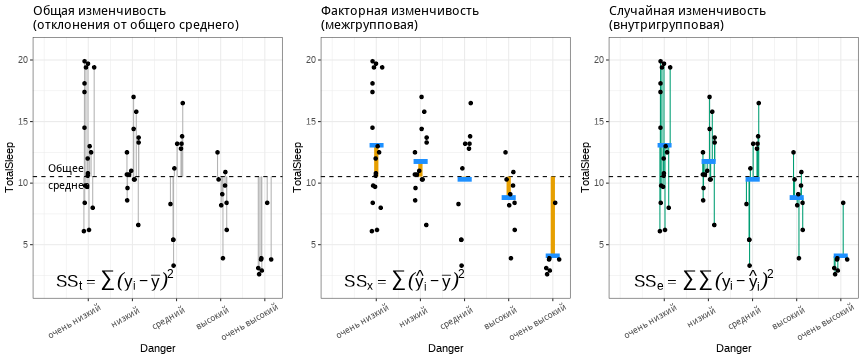 Общая изменчивость
(отклонения от общего среднего)
20
15
10
5
TotalSleep
Общее
среднее
SSt = ∑(yi − y̅)²
очень низкий
низкий
средний
высокий
очень высокий
Danger
Факторная изменчивость
(межгрупповая)
20
15
10
5
TotalSleep
SSx = ∑(ŷi − y̅)²
очень низкий
низкий
средний
высокий
очень высокий
Danger
Случайная изменчивость
(внутригрупповая)
20
15
10
5
TotalSleep
SSe = ∑∑(yi − ŷi)²
очень низкий
низкий
средний
высокий
очень высокий
Danger